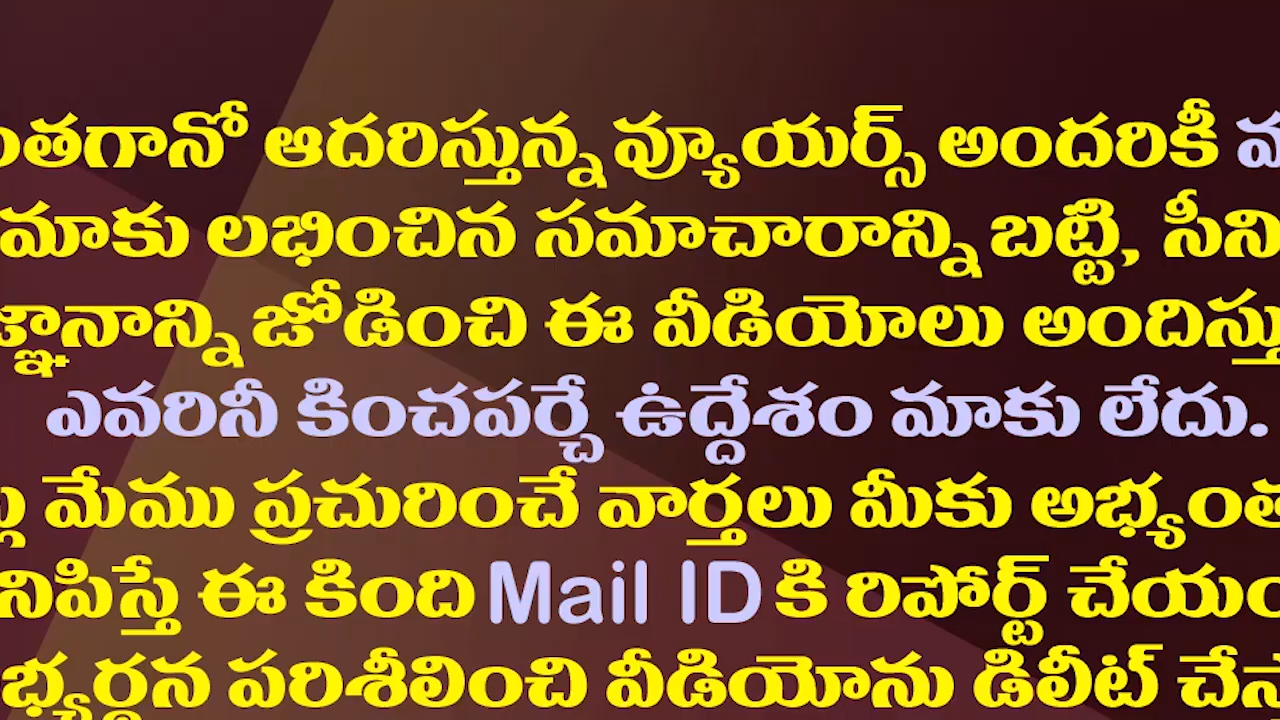 ంతగానో ఆదరిస్తున్న వ్యూయర్స్ అందరికీ
మాకు లభించిన సమాచారాన్ని బట్టి, సీని
జ్ఞానాన్ని జోడించి ఈ వీడియోలు అందిస్తు
ఎవరినీ కించపర్చే ఉద్దేశం మాకు లేదు.
మేము ప్రచురించే వార్తలు మీకు అభ్యంత
నిపిస్తే ఈ కింది Mail ID కి రిపోర్ట్ చేయం
భ్యర్థన పరిశీలించి వీడియోను డిలీట్ చేస